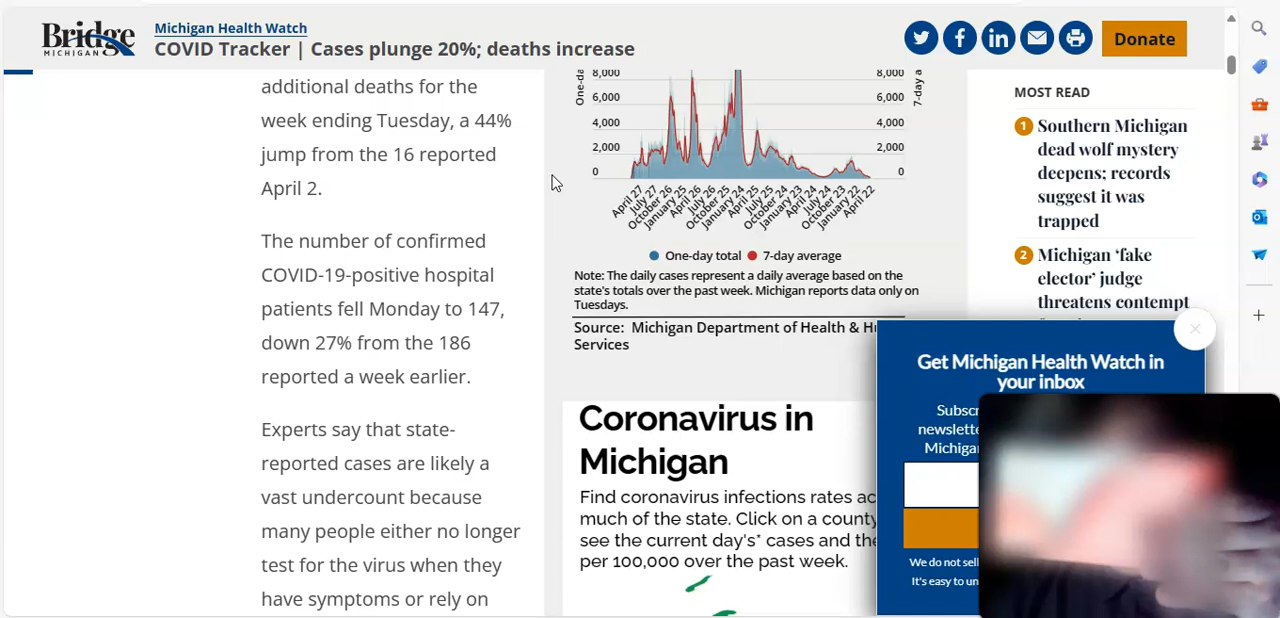 Bridge
MICHIGAN
Michigan Health Watch
COVID Tracker | Cases plunge 20%; deaths increase
Donate
additional deaths for the
week ending Tuesday, a 44%
jump from the 16 reported
April 2.
The number of confirmed
COVID-19-positive hospital
patients fell Monday to 147,
down 27% from the 186
reported a week earlier.
Experts say that state-
reported cases are likely a
vast undercount because
many people either no longer
test for the virus when they
have symptoms or rely on
One-da
8,000
6,000
4,000
2,000
0
8,000
6,000
4,000
2,000
0
7-day a
April 27
July 27
October 26
January 25
April 26
July 26
October 25
January 24
April 25
July 25
October 24
January 23
April 24
July 24
October 23
January 22
April 22
One-day total
7-day average
Note: The daily cases represent a daily average based on the
state's totals over the past week. Michigan reports data only on
Tuesdays.
Source: Michigan Department of Health & Hu
Services
Coronavirus in
Michigan
Find coronavirus infections rates ac
much of the state. Click on a county
see the current day's* cases and the
per 100,000 over the past week.
MOST READ
1 Southern Michigan
dead wolf mystery
deepens; records
suggest it was
trapped
2 Michigan ‘fake
elector’ judge
threatens contempt
Get Michigan Health Watch in
your inbox
Subsc
newslette
Michigan
We do not sell
It's easy to un